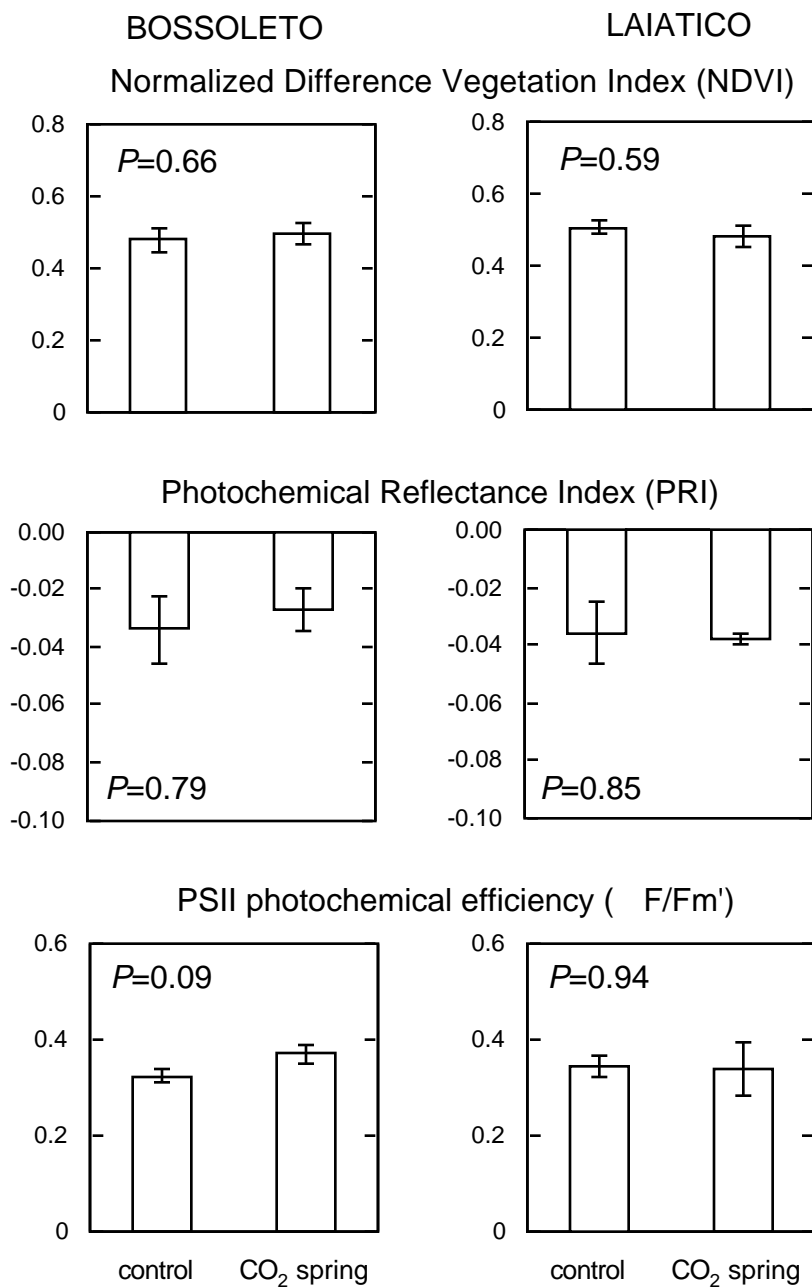 BOSSOLETO LAIATICO
Normalized Difference Vegetation Index (NDVI)
0.8 0.8
P=0.66 P=0.59
0.6 0.6
0.4 0.4
0.2 0.2
0 0
Photochemical Reflectance Index (PRI)
0.00 0.00
-0.02 -0.02
-0.04 -0.04
-0.06 -0.06
-0.08 -0.08
P=0.79 P=0.85
-0.10 -0.10
PSII photochemical efficiency ( F/Fm')
0.6 0.6
P=0.09 P=0.94
0.4 0.4
0.2 0.2
0 0
control CO₂ spring control CO₂ spring